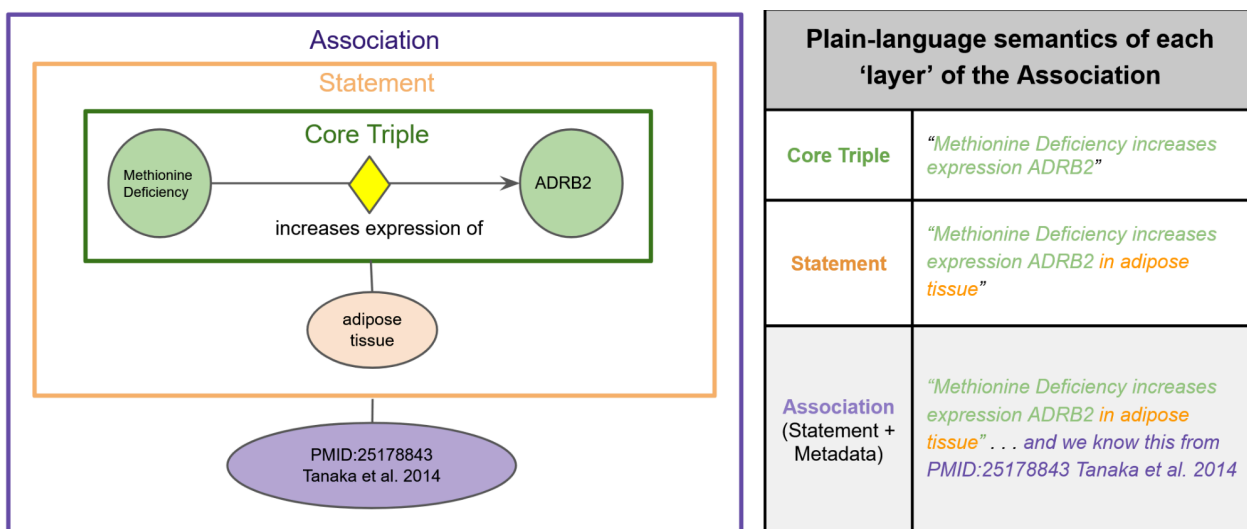 Association
Statement
Core Triple
Methionine
Deficiency
ADRB2
increases expression of
adipose
tissue
PMID:25178843
Tanaka et al. 2014
Plain-language semantics of each
‘layer’ of the Association
Core Triple
“Methionine Deficiency increases
expression ADRB2”
Statement
“Methionine Deficiency increases
expression ADRB2 in adipose
tissue”
Association
(Statement +
Metadata)
“Methionine Deficiency increases
expression ADRB2 in adipose
tissue” . . . and we know this from
PMID:25178843 Tanaka et al. 2014